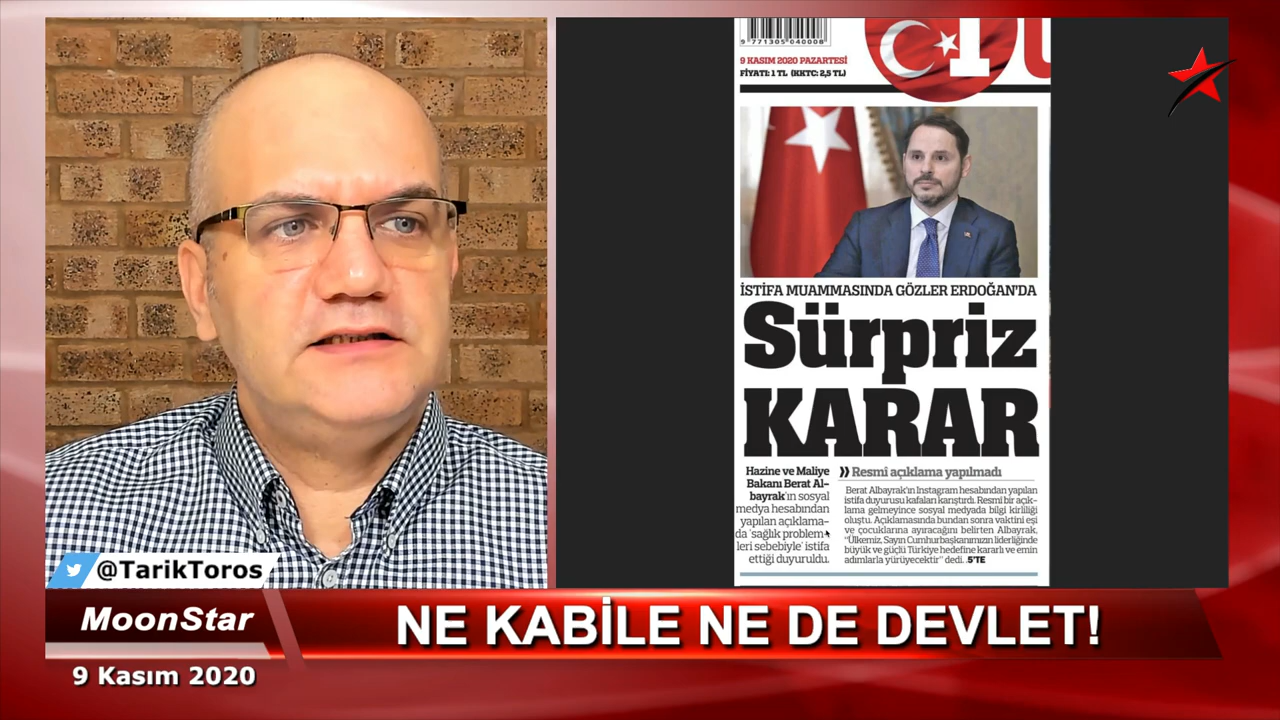 9 771305 040008
9 KASIM 2020 PAZARTESİ
FİYATI: 1 TL (KKTC: 2,5 TL)
İSTİFA MUAMMASINDA GÖZLER ERDOĞAN'DA
Sürpriz
KARAR
Hazine ve Maliye
Bakanı Berat Al-
bayrak'ın sosyal
medya hesabından
yapılan açıklama-
da 'sağlık problem-
leri sebebiyle' istifa
ettiği duyuruldu.
Resmî açıklama yapılmadı
Berat Albayrak'ın Instagram hesabından yapılan
istifa duyurusu kafaları karıştırdı. Resmî bir açık-
lama gelmeyince sosyal medyada bilgi kirliliği
oluştu. Açıklamasında bundan sonra vaktini eşi
ve çocuklarına ayıracağını belirten Albayrak,
"Ülkemiz, Sayın Cumhurbaşkanımızın liderliğinde
büyük ve güçlü Türkiye hedefine kararlı ve emin
adımlarla yürüyecektir" dedi. .5'TE
@TarikToros
MoonStar
NE KABİLE NE DE DEVLET!
9 Kasım 2020